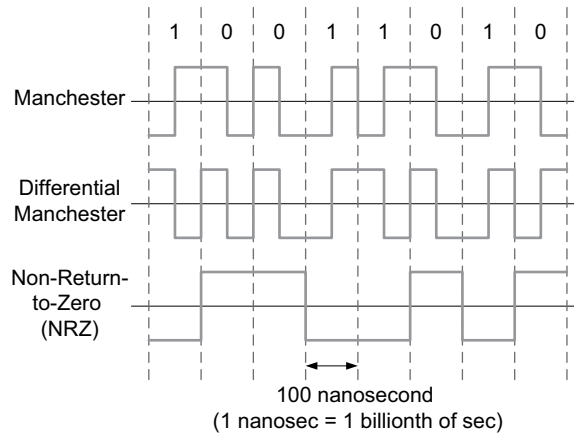 1 0 0 1 1 0 1 0
Manchester
Differential
Manchester
Non-Return-
to-Zero
(NRZ)
100 nanosecond
(1 nanosec = 1 billionth of sec)